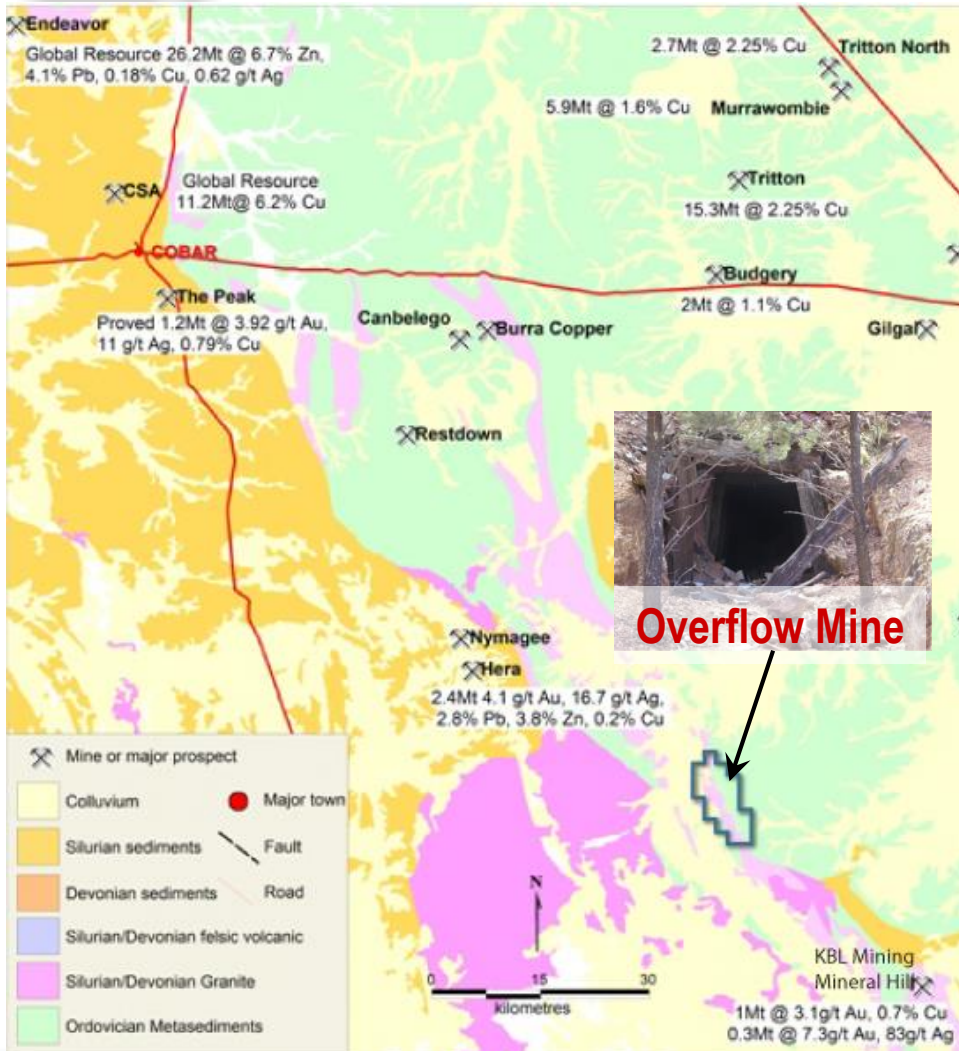 Endeavor
Global Resource 26.2Mt @ 6.7% Zn,
4.1% Pb, 0.18% Cu, 0.62 g/t Ag
2.7Mt @ 2.25% Cu
Tritton North
5.9Mt @ 1.6% Cu
Murrawombie
CSA
Global Resource
11.2Mt@ 6.2% Cu
Tritton
15.3Mt @ 2.25% Cu
COBAR
The Peak
Proved 1.2Mt @ 3.92 g/t Au,
11 g/t Ag, 0.79% Cu
Budgery
2Mt @ 1.1% Cu
Canbelego
Burra Copper
Gilgai
Restdown
Overflow Mine
Nymagee
Hera
2.4Mt 4.1 g/t Au, 16.7 g/t Ag,
2.8% Pb, 3.8% Zn, 0.2% Cu
Mine or major prospect
Colluvium
Major town
Silurian sediments
Fault
Devonian sediments
Road
Silurian/Devonian felsic volcanic
Silurian/Devonian Granite
Ordovician Metasediments
N
0 15 30
kilometres
KBL Mining
Mineral Hill
1Mt @ 3.1g/t Au, 0.7% Cu
0.3Mt @ 7.3g/t Au, 83g/t Ag